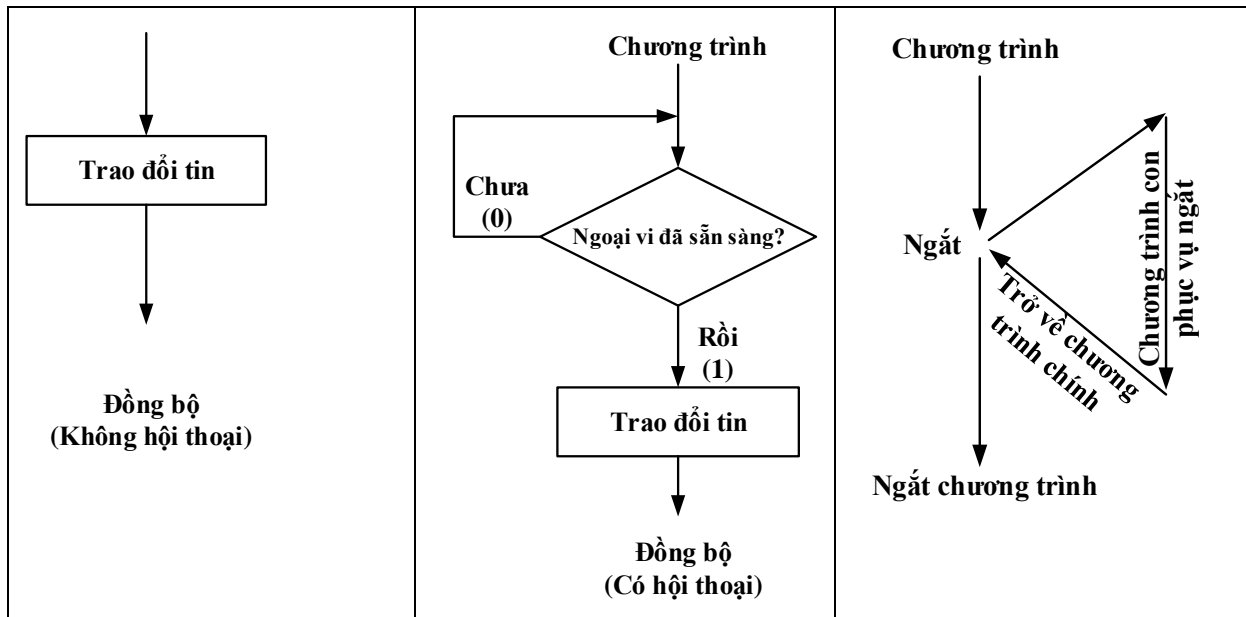 Trao đổi tin
Đồng bộ
(Không hội thoại)
Chương trình
Chưa
(0)
Ngoại vi đã sẵn sàng?
Rồi
(1)
Trao đổi tin
Đồng bộ
(Có hội thoại)
Chương trình
Ngắt
Chương trình con
phục vụ ngắt
Trở về chương
trình chính
Ngắt chương trình